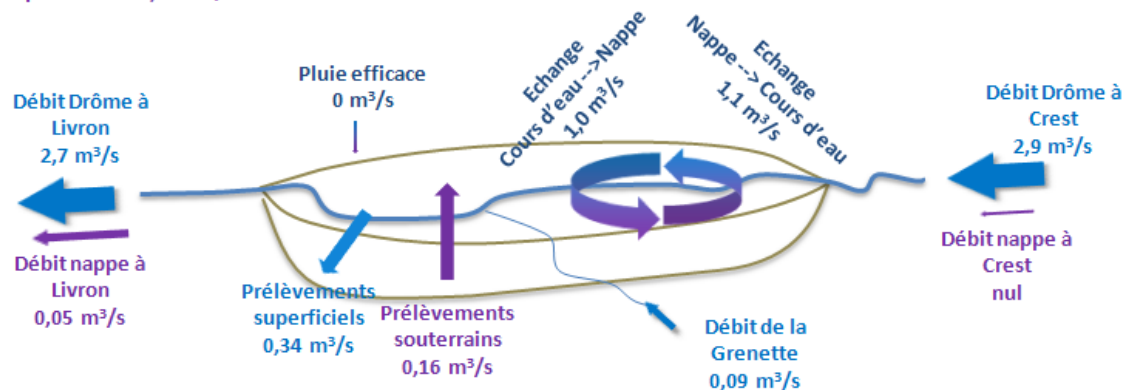 Débit Drôme à
Livron
2,7 m³/s
Débit nappe à
Livron
0,05 m³/s
Pluie efficace
0 m³/s
Prélèvements
superficiels
0,34 m³/s
Prélèvements
souterrains
0,16 m³/s
Echange
Cours d'eau -->Nappe
1,0 m³/s
Echange
Nappe --> Cours d'eau
1,1 m³/s
Débit de la
Grenette
0,09 m³/s
Débit Drôme à
Crest
2,9 m³/s
Débit nappe à
Crest
nul